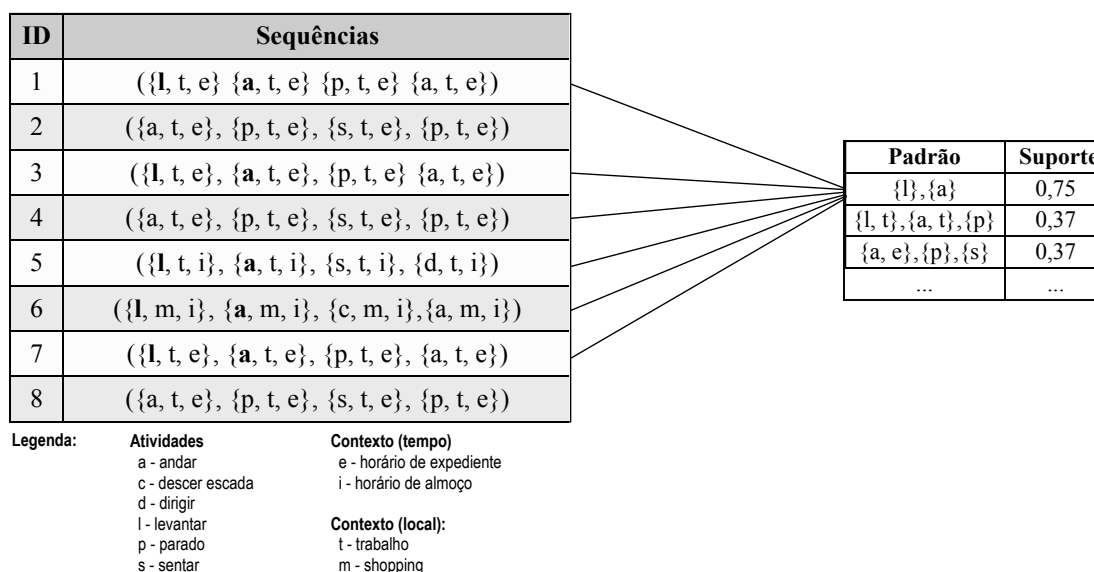 ID Sequências
1 ({l, t, e} {a, t, e} {p, t, e} {a, t, e})
2 ({a, t, e}, {p, t, e}, {s, t, e}, {p, t, e})
3 ({l, t, e}, {a, t, e}, {p, t, e} {a, t, e})
4 ({a, t, e}, {p, t, e}, {s, t, e}, {p, t, e})
5 ({l, t, i}, {a, t, i}, {s, t, i}, {d, t, i})
6 ({l, m, i}, {a, m, i}, {c, m, i},{a, m, i})
7 ({l, t, e}, {a, t, e}, {p, t, e}, {a, t, e})
8 ({a, t, e}, {p, t, e}, {s, t, e}, {p, t, e})
Padrão Suporte
{l},{a} 0,75
{l, t},{a, t},{p} 0,37
{a, e},{p},{s} 0,37
... ...
Legenda:
Atividades
a - andar
c - descer escada
d - dirigir
l - levantar
p - parado
s - sentar
Contexto (tempo)
e - horário de expediente
i - horário de almoço
Contexto (local):
t - trabalho
m - shopping